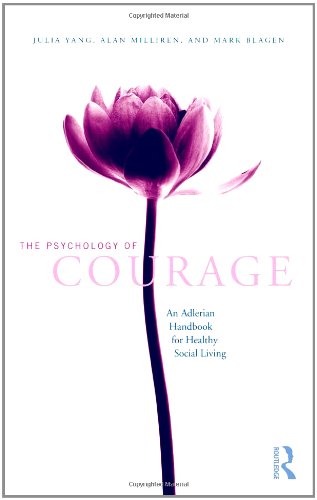 Copyrighted Material
JULIA YANG, ALAN MILLIREN, AND MARK BLAGEN
THE PSYCHOLOGY OF
COURAGE
An Adlerian
Handbook
for Healthy
Social Living
ROUTLEDGE
Copyrighted Material